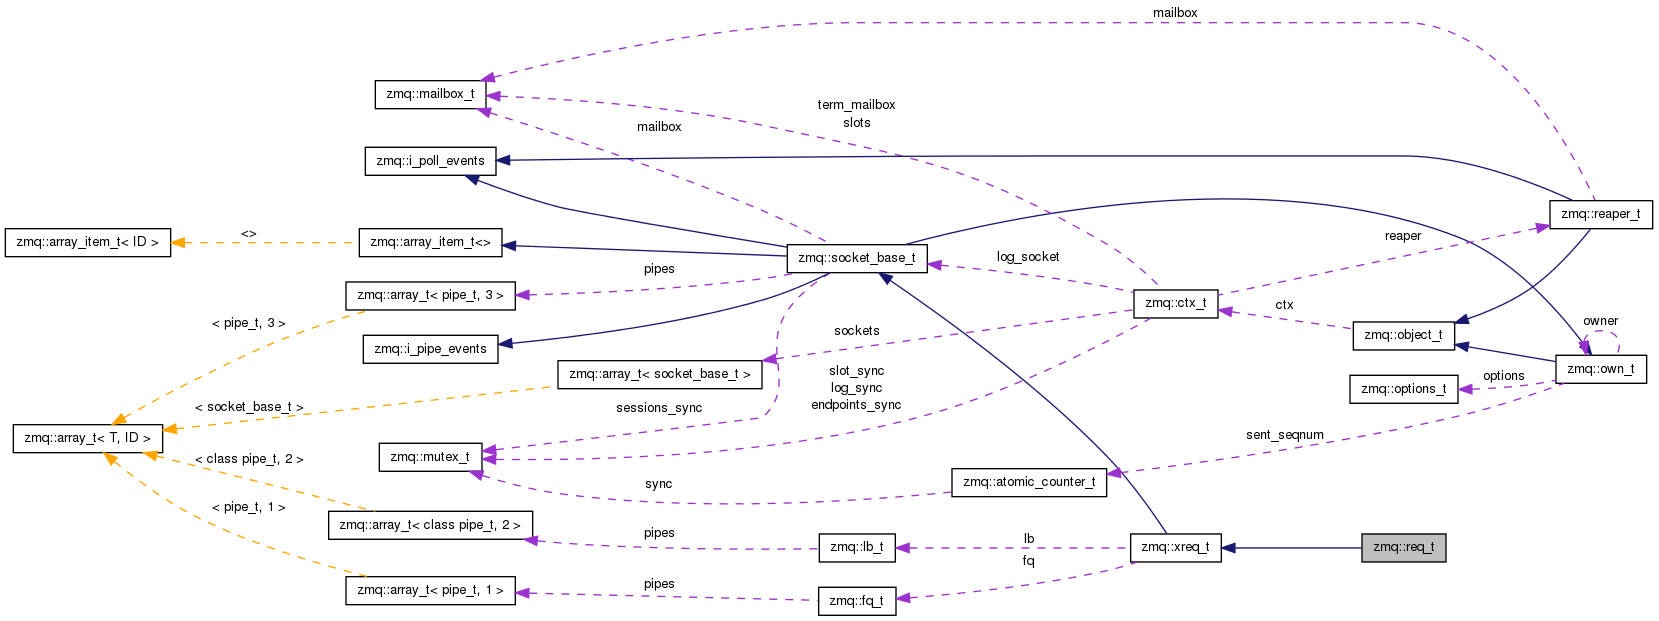 mailbox
zmq::mailbox_t
term_mailbox
slots
mailbox
zmq::i_poll_events
zmq::reaper_t
zmq::array_item_t< ID >
<>
zmq::array_item_t<>
zmq::socket_base_t
log_socket
reaper
pipes
zmq::array_t< pipe_t, 3 >
zmq::ctx_t
ctx
< pipe_t, 3 >
zmq::i_pipe_events
sockets
zmq::object_t
owner
zmq::own_t
zmq::array_t< socket_base_t >
slot_sync
log_sync
endpoints_sync
zmq::options_t
options
< socket_base_t >
sessions_sync
zmq::array_t< T, ID >
sent_seqnum
zmq::mutex_t
< class pipe_t, 2 >
sync
zmq::atomic_counter_t
< pipe_t, 1 >
zmq::array_t< class pipe_t, 2 >
pipes
zmq::lb_t
lb
fq
zmq::xreq_t
zmq::req_t
zmq::array_t< pipe_t, 1 >
pipes
zmq::fq_t